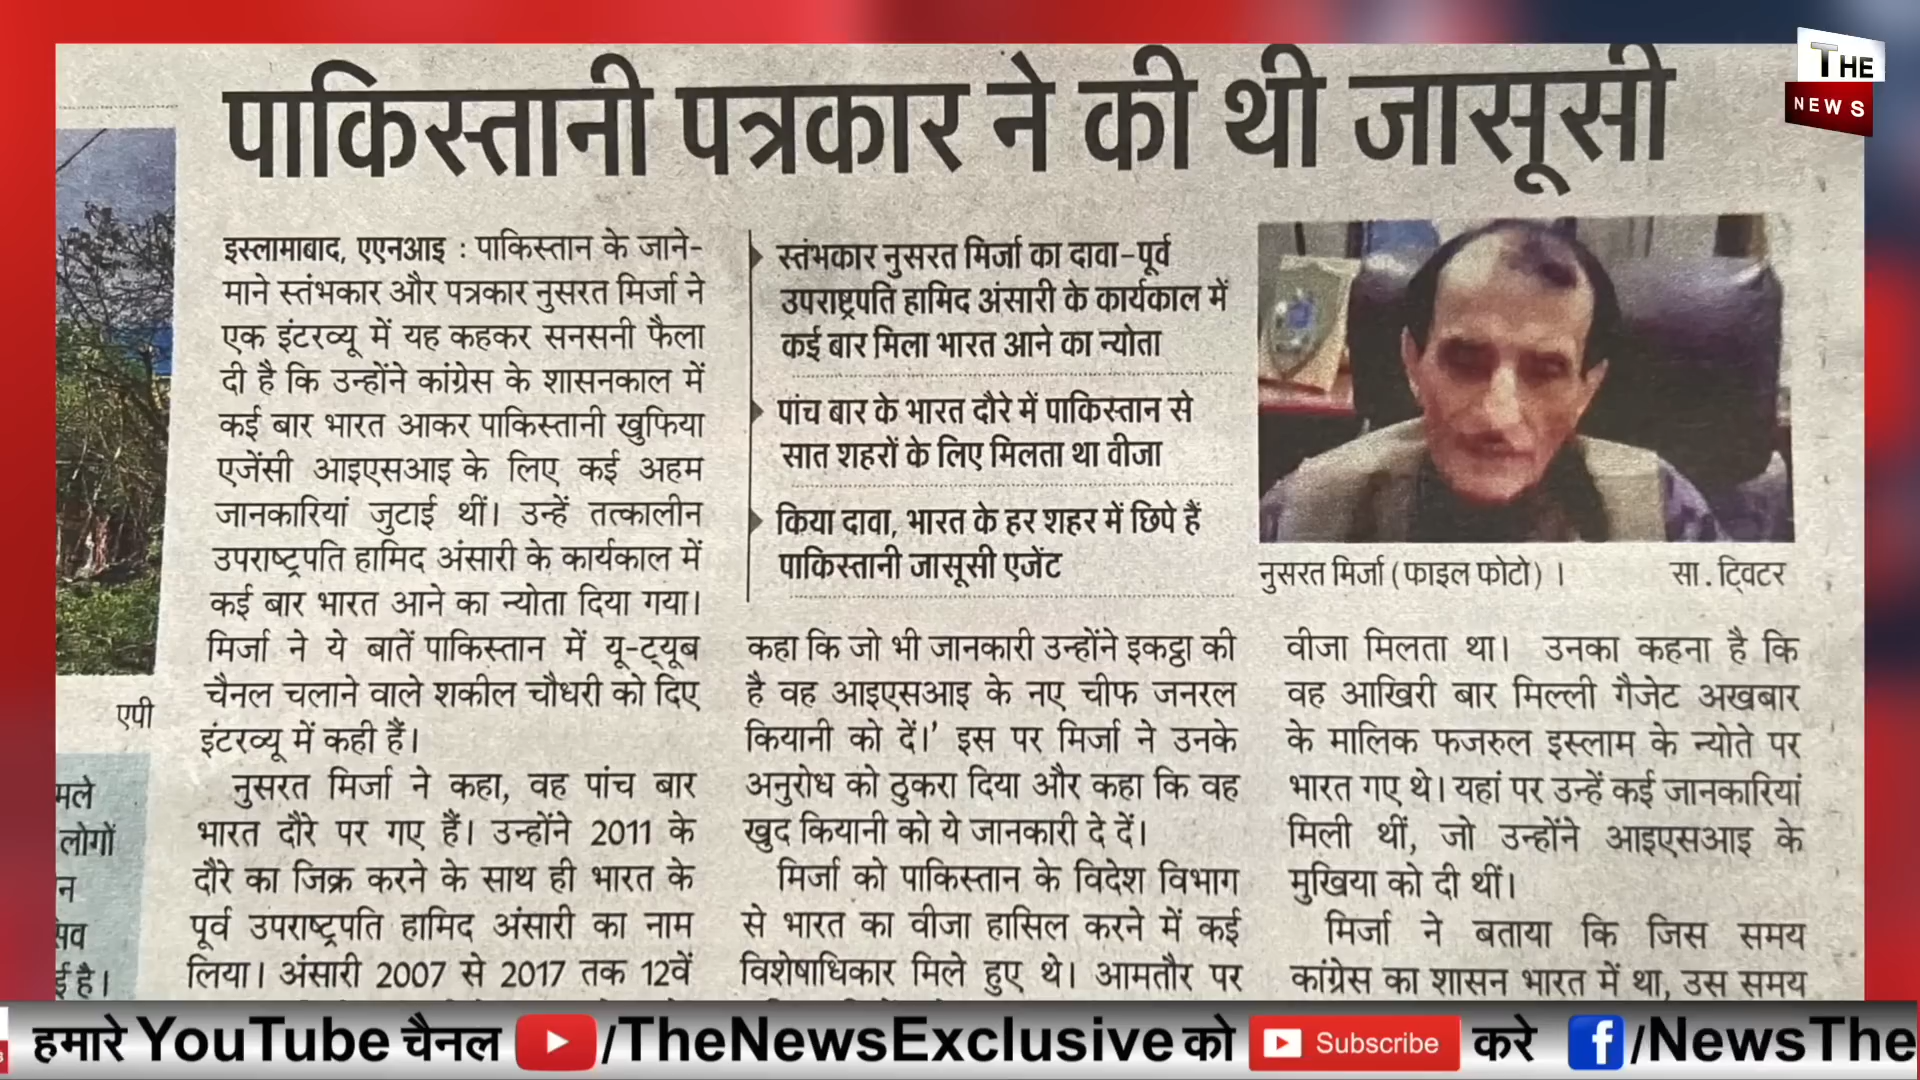 THE
NEWS
पाकिस्तानी पत्रकार ने की थी जासूसी
इस्लामाबाद, एएनआइ : पाकिस्तान के जाने-
माने स्तंभकार और पत्रकार नुसरत मिर्जा ने
एक इंटरव्यू में यह कहकर सनसनी फैला
दी है कि उन्होंने कांग्रेस के शासनकाल में
कई बार भारत आकर पाकिस्तानी खुफिया
एजेंसी आइएसआइ के लिए कई अहम
जानकारियां जुटाई थीं। उन्हें तत्कालीन
उपराष्ट्रपति हामिद अंसारी के कार्यकाल में
कई बार भारत आने का न्योता दिया गया।
मिर्जा ने ये बातें पाकिस्तान में यू-ट्यूब
चैनल चलाने वाले शकील चौधरी को दिए
इंटरव्यू में कही हैं।
नुसरत मिर्जा ने कहा, वह पांच बार
भारत दौरे पर गए हैं। उन्होंने 2011 के
दौरे का जिक्र करने के साथ ही भारत के
पूर्व उपराष्ट्रपति हामिद अंसारी का नाम
लिया। अंसारी 2007 से 2017 तक 12वें
स्तंभकार नुसरत मिर्जा का दावा-पूर्व
उपराष्ट्रपति हामिद अंसारी के कार्यकाल में
कई बार मिला भारत आने का न्योता
पांच बार के भारत दौरे में पाकिस्तान से
सात शहरों के लिए मिलता था वीजा
किया दावा, भारत के हर शहर में छिपे हैं
पाकिस्तानी जासूसी एजेंट
नुसरत मिर्जा (फाइल फोटो) । सा. ट्विटर
कहा कि जो भी जानकारी उन्होंने इकट्ठा की
है वह आइएसआइ के नए चीफ जनरल
कियानी को दें।' इस पर मिर्जा ने उनके
अनुरोध को ठुकरा दिया और कहा कि वह
खुद कियानी को ये जानकारी दे दें।
मिर्जा को पाकिस्तान के विदेश विभाग
से भारत का वीजा हासिल करने में कई
विशेषाधिकार मिले हुए थे। आमतौर पर
वीजा मिलता था। उनका कहना है कि
वह आखिरी बार मिल्ली गैजेट अखबार
के मालिक फजरुल इस्लाम के न्योते पर
भारत गए थे। यहां पर उन्हें कई जानकारियां
मिली थीं, जो उन्होंने आइएसआइ के
मुखिया को दी थीं।
मिर्जा ने बताया कि जिस समय
कांग्रेस का शासन भारत में था, उस समय
एपी
मले
लोगों
न
ई है।
हमारे YouTube चैनल /TheNewsExclusive को Subscribe करे f/NewsThe